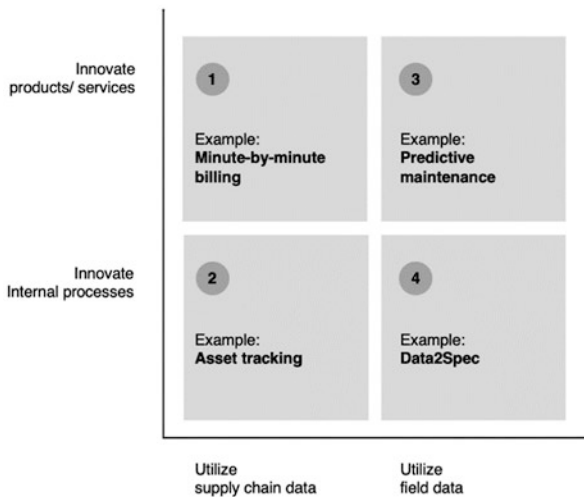 Innovate
products/ services
1
Example:
Minute-by-minute
billing
3
Example:
Predictive
maintenance
Innovate
Internal processes
2
Example:
Asset tracking
4
Example:
Data2Spec
Utilize
supply chain data
Utilize
field data